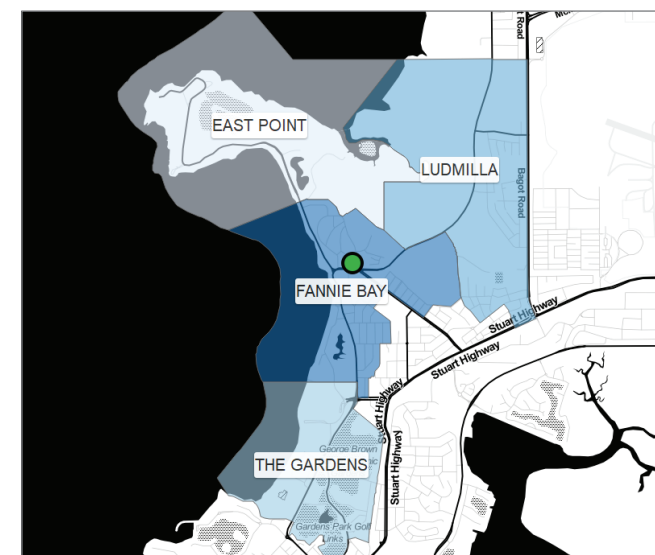 t Road
EAST POINT
LUDMILLA
Bagot Road
FANNIE BAY
Stuart Highway
Stuart Highway
Stuart Highway
Stuart Highway
George Brown
THE GARDENS
Gardens Park Golf
Links